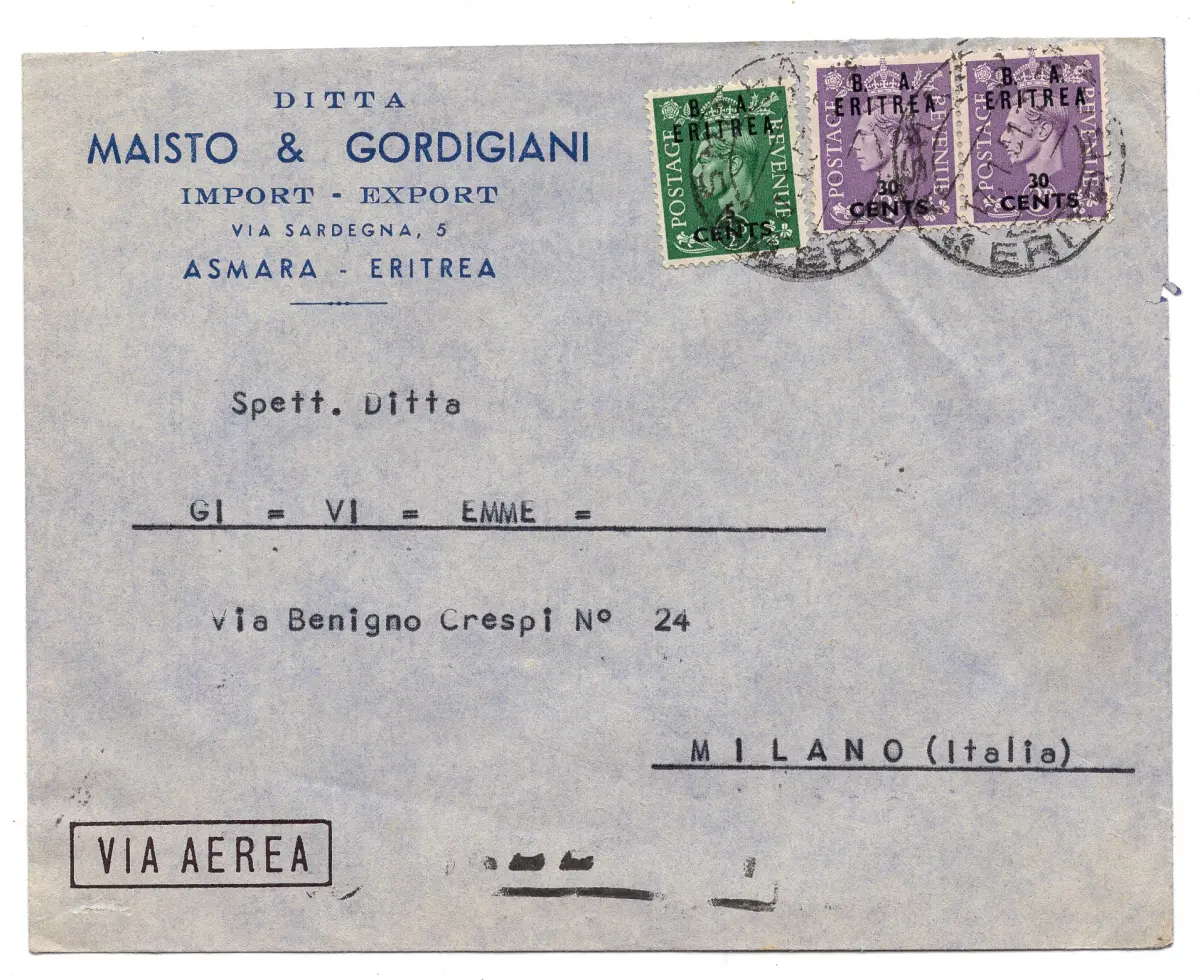 DITTA
MAISTO & GORDIGIANI
IMPORT - EXPORT
VIA SARDEGNA, 5
ASMARA - ERITREA
B. A.
ERITREA
POSTAGE
REVENUE
5
CENTS
B. A.
ERITREA
POSTAGE
REVENUE
30
CENTS
B. A.
ERITREA
POSTAGE
REVENUE
30
CENTS
Spett. Ditta
GI = VI = EMME =
Via Benigno Crespi Nº 24
MILANO (Italia)
VIA AEREA